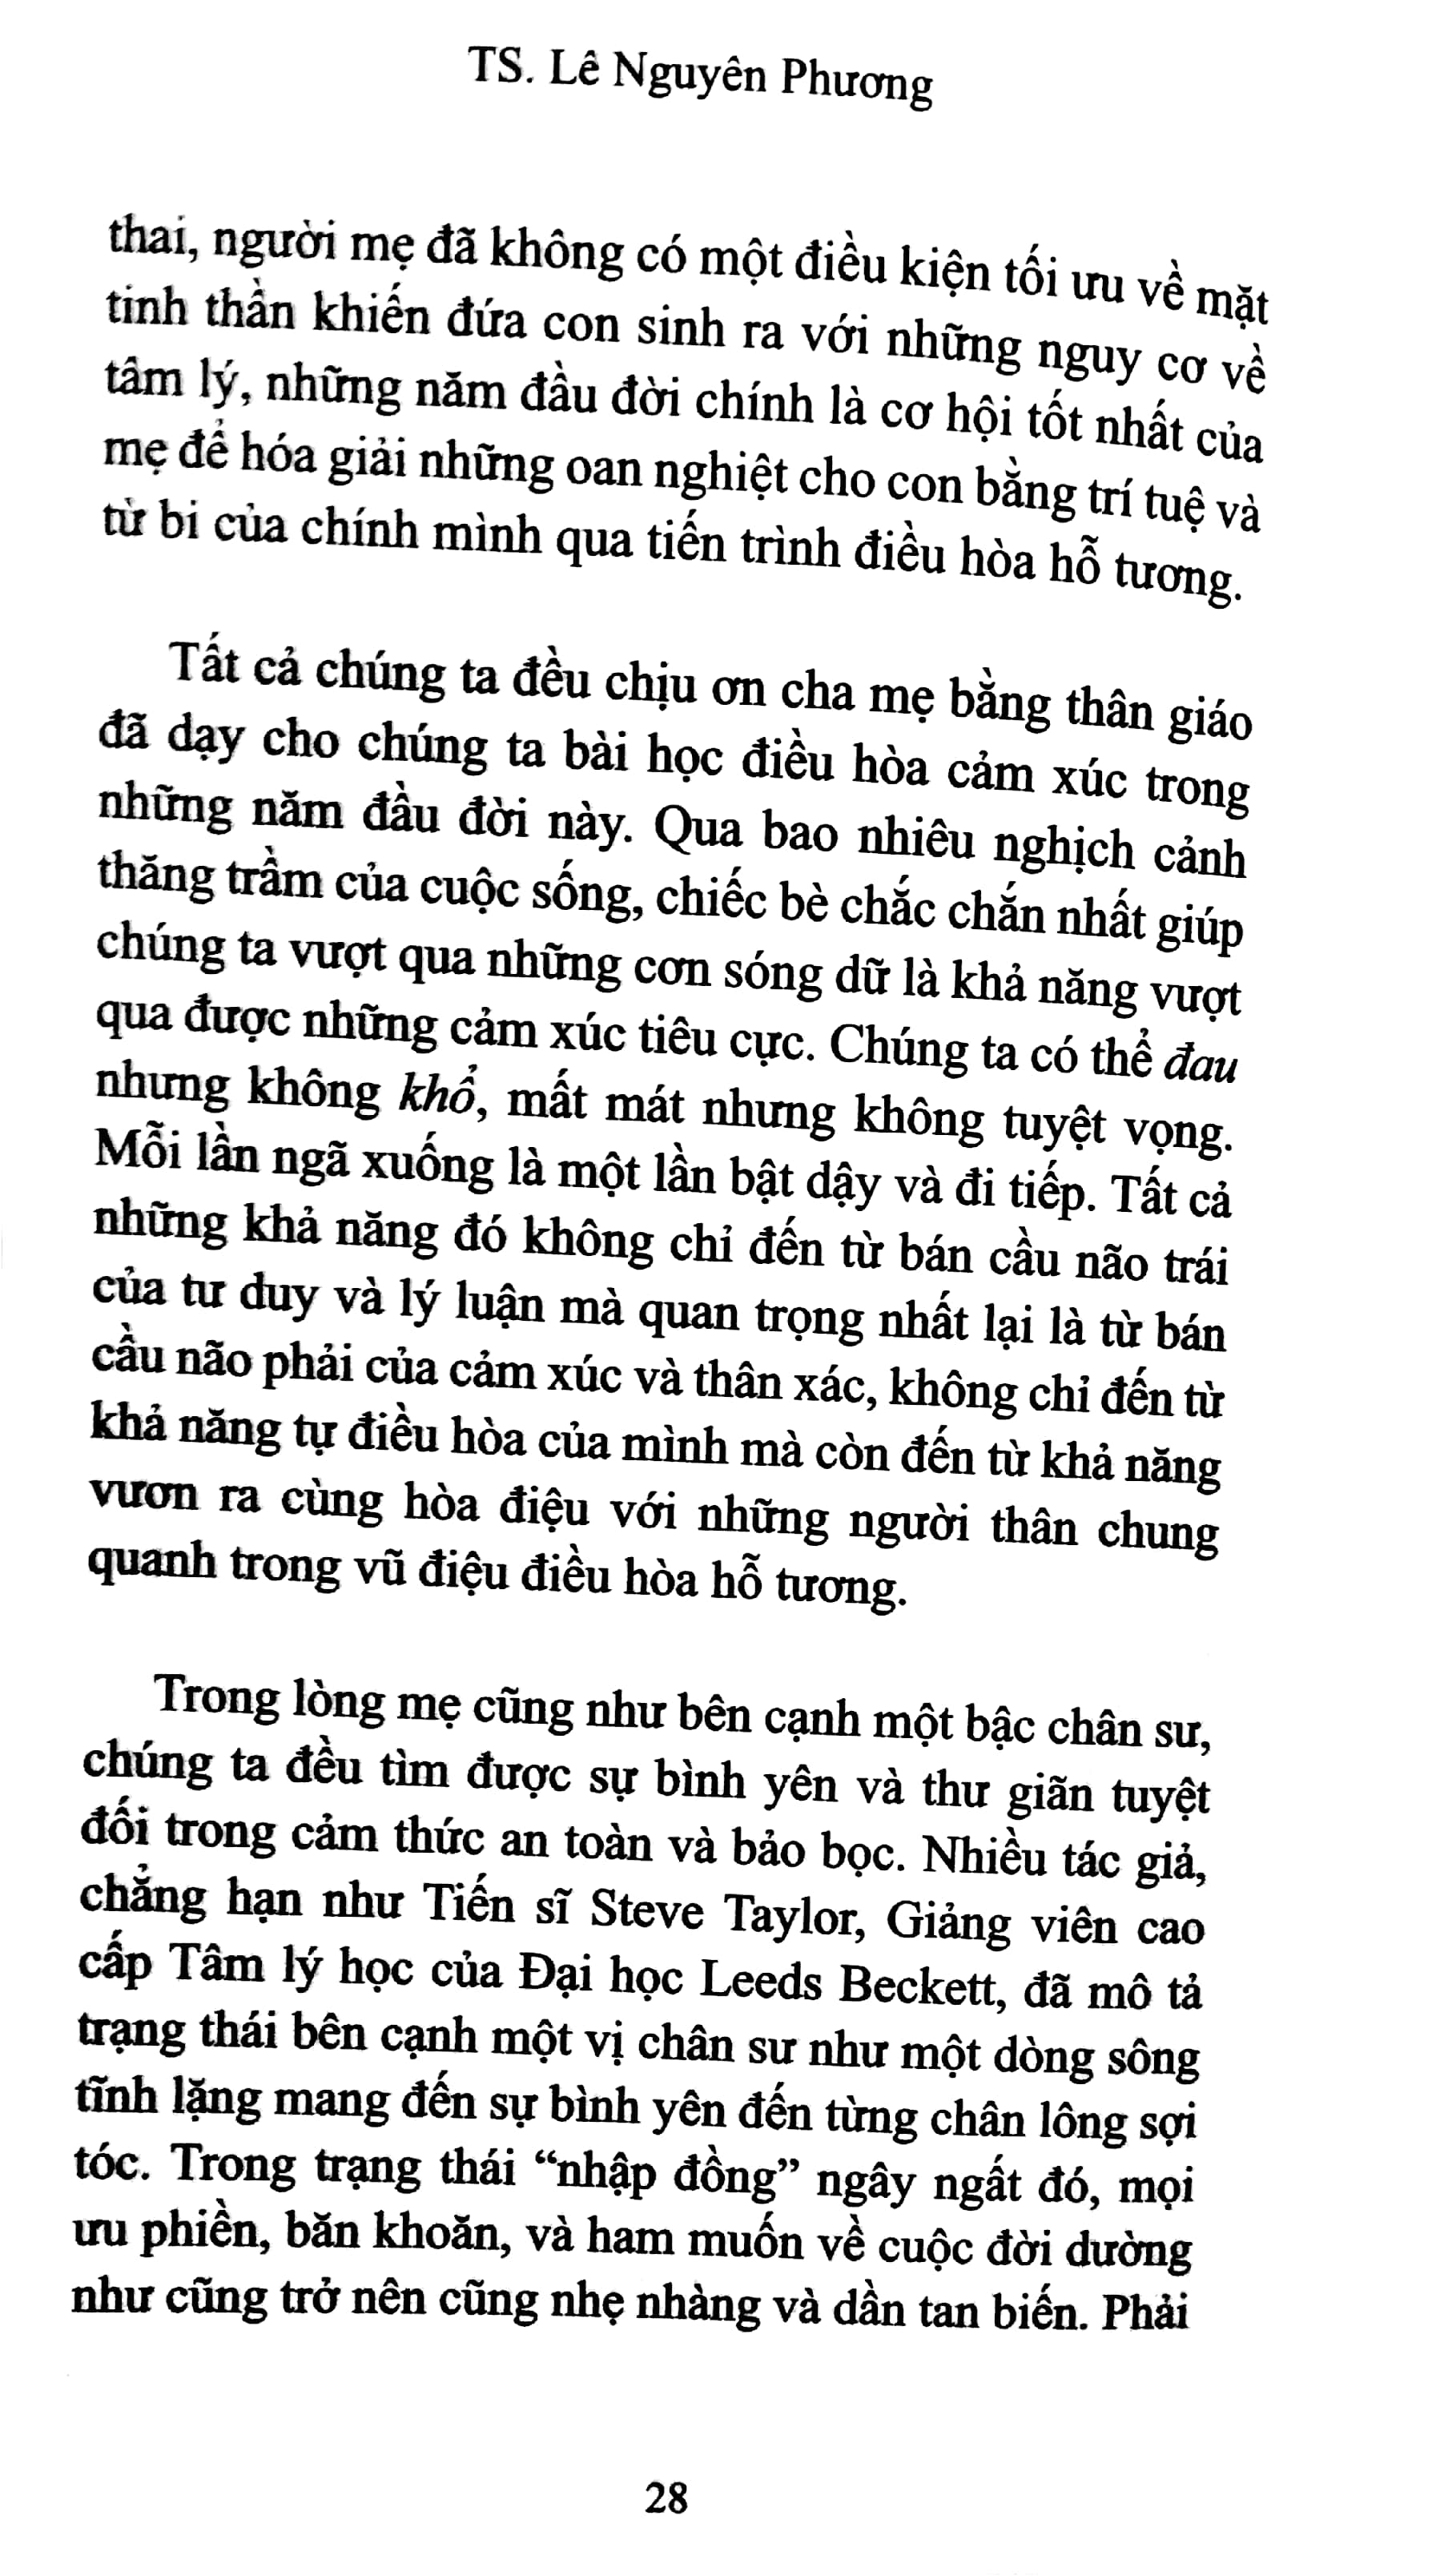 TS. Lê Nguyên Phương
thai, người mẹ đã không có một điều kiện tối ưu về mặt
tinh thần khiến đứa con sinh ra với những nguy cơ về
tâm lý, những năm đầu đời chính là cơ hội tốt nhất của
mẹ để hóa giải những oan nghiệt cho con bằng trí tuệ và
từ bi của chính mình qua tiến trình điều hòa hỗ tương.
Tất cả chúng ta đều chịu ơn cha mẹ bằng thân giáo
đã dạy cho chúng ta bài học điều hòa cảm xúc trong
những năm đầu đời này. Qua bao nhiêu nghịch cảnh
thăng trầm của cuộc sống, chiếc bè chắc chắn nhất giúp
chúng ta vượt qua những cơn sóng dữ là khả năng vượt
qua được những cảm xúc tiêu cực. Chúng ta có thể đau
nhưng không khổ, mất mát nhưng không tuyệt vọng.
Mỗi lần ngã xuống là một lần bật dậy và đi tiếp. Tất cả
những khả năng đó không chỉ đến từ bán cầu não trái
của tư duy và lý luận mà quan trọng nhất lại là từ bán
cầu não phải của cảm xúc và thân xác, không chỉ đến từ
khả năng tự điều hòa của mình mà còn đến từ khả năng
vươn ra cùng hòa điệu với những người thân chung
quanh trong vũ điệu điều hòa hỗ tương.
Trong lòng mẹ cũng như bên cạnh một bậc chân sư,
chúng ta đều tìm được sự bình yên và thư giãn tuyệt
đối trong cảm thức an toàn và bảo bọc. Nhiều tác giả,
chẳng hạn như Tiến sĩ Steve Taylor, Giảng viên cao
cấp Tâm lý học của Đại học Leeds Beckett, đã mô tả
trạng thái bên cạnh một vị chân sư như một dòng sông
tĩnh lặng mang đến sự bình yên đến từng chân lông sợi
tóc. Trong trạng thái “nhập đồng” ngây ngất đó, mọi
ưu phiền, băn khoăn, và ham muốn về cuộc đời dường
như cũng trở nên cũng nhẹ nhàng và dần tan biến. Phải
28